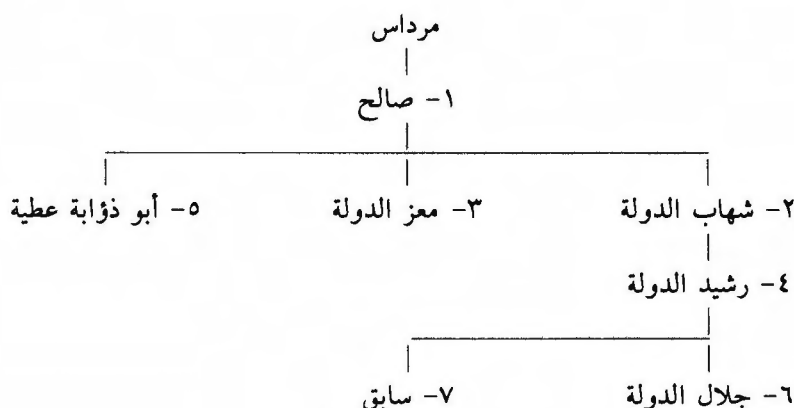 مرداس
١- صالح
٢- شهاب الدولة ٣- معز الدولة ٥- أبو ذؤابة عطية
٤- رشيد الدولة
٦- جلال الدولة ٧- سابق